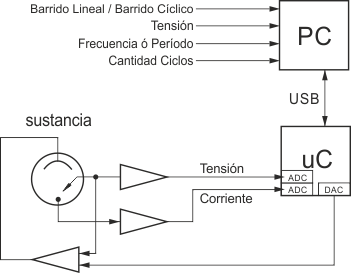 Barrido Lineal / Barrido Cíclico
Tensión
Frecuencia ó Período
Cantidad Ciclos
PC
USB
sustancia
uC
Tensión
ADC
Corriente
ADC
DAC